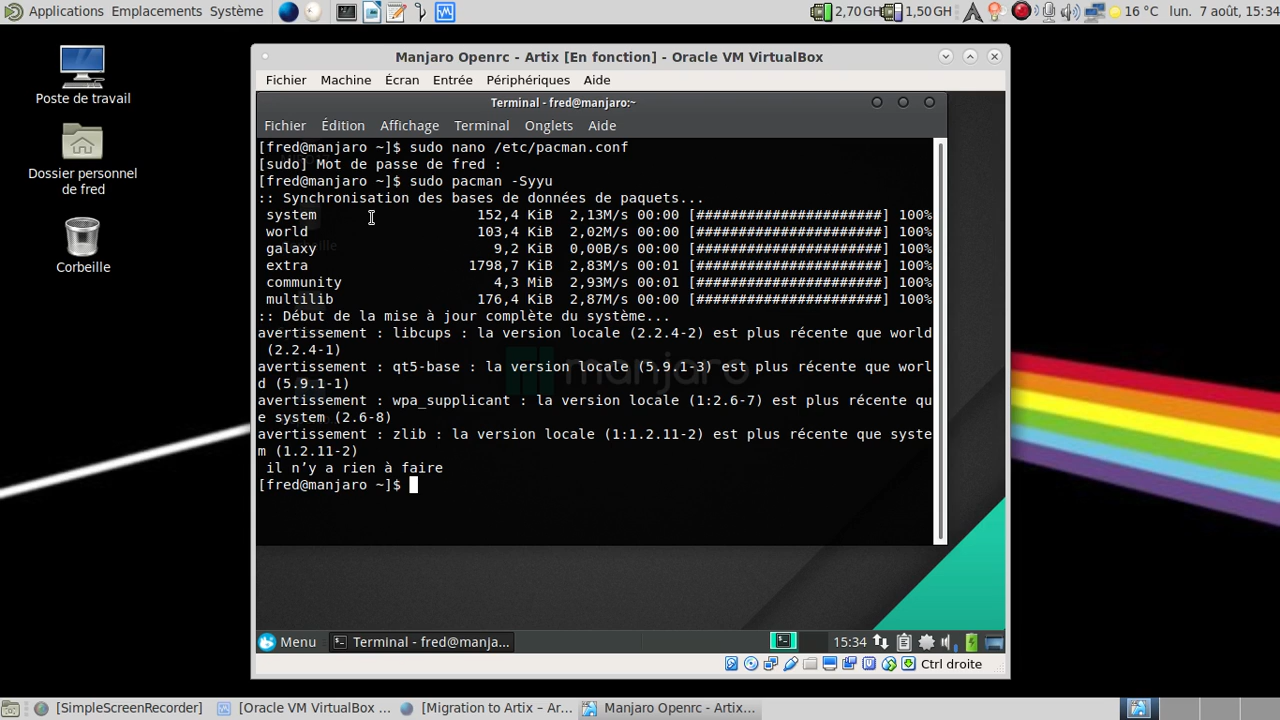 Applications Emplacements Système 2,70 GH 1,50 GH 16 °C lun. 7 août, 15:34
Poste de travail
Dossier personnel
de fred
Corbeille
Manjaro Openrc - Artix [En fonction] - Oracle VM VirtualBox
Fichier Machine Écran Entrée Périphériques Aide
Terminal - fred@manjaro:~
Fichier Édition Affichage Terminal Onglets Aide
[fred@manjaro ~]$ sudo nano /etc/pacman.conf
[sudo] Mot de passe de fred :
[fred@manjaro ~]$ sudo pacman -Syyu
:: Synchronisation des bases de données de paquets...
system 152,4 KiB 2,13M/s 00:00 [######################] 100%
world 103,4 KiB 2,02M/s 00:00 [######################] 100%
galaxy 9,2 KiB 0,00B/s 00:00 [######################] 100%
extra 1798,7 KiB 2,83M/s 00:01 [######################] 100%
community 4,3 MiB 2,93M/s 00:01 [######################] 100%
multilib 176,4 KiB 2,87M/s 00:00 [######################] 100%
:: Début de la mise à jour complète du système...
avertissement : libcups : la version locale (2.2.4-2) est plus récente que world
(2.2.4-1)
avertissement : qt5-base : la version locale (5.9.1-3) est plus récente que worl
d (5.9.1-1)
avertissement : wpa_supplicant : la version locale (1:2.6-7) est plus récente qu
e system (2.6-8)
avertissement : zlib : la version locale (1:1.2.11-2) est plus récente que syste
m (1.2.11-2)
il n’y a rien à faire
[fred@manjaro ~]$
manjaro
Menu Terminal - fred@manja... 15:34
Ctrl droite
[SimpleScreenRecorder] [Oracle VM VirtualBox ... [Migration to Artix – Ar... Manjaro Openrc - Artix...